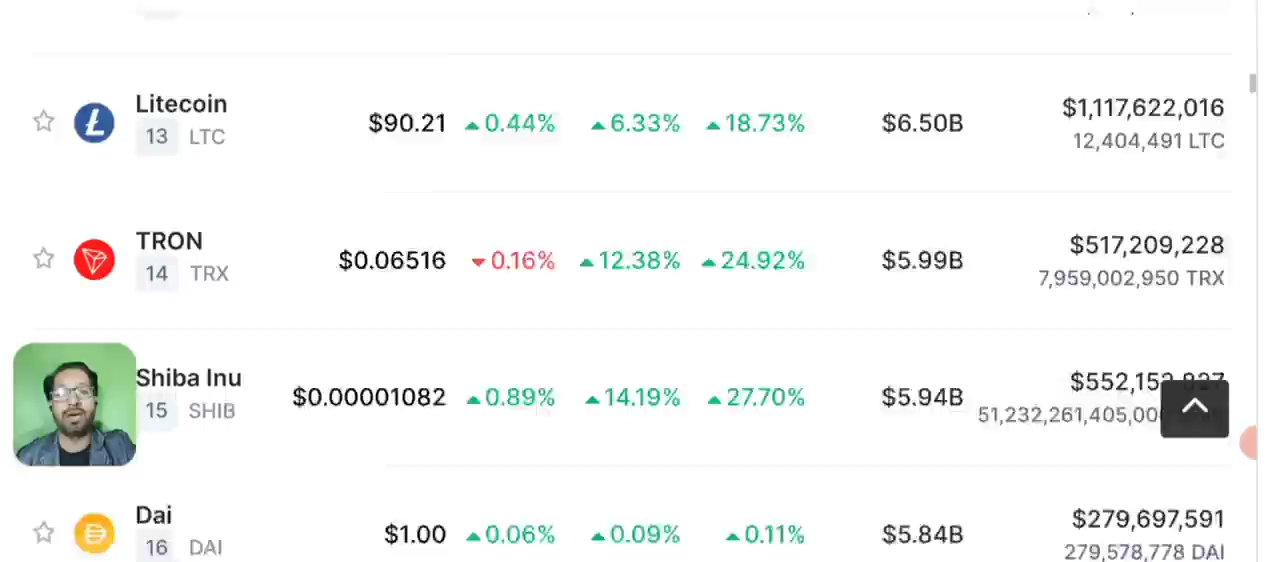 Litecoin
13 LTC
$90.21 0.44% 6.33% 18.73% $6.50B $1,117,622,016
12,404,491 LTC
TRON
14 TRX
$0.06516 0.16% 12.38% 24.92% $5.99B $517,209,228
7,959,002,950 TRX
Shiba Inu
15 SHIB
$0.00001082 0.89% 14.19% 27.70% $5.94B
Dai
16 DAI
$1.00 0.06% 0.09% 0.11% $5.84B $279,697,591
279,578,778 DAI